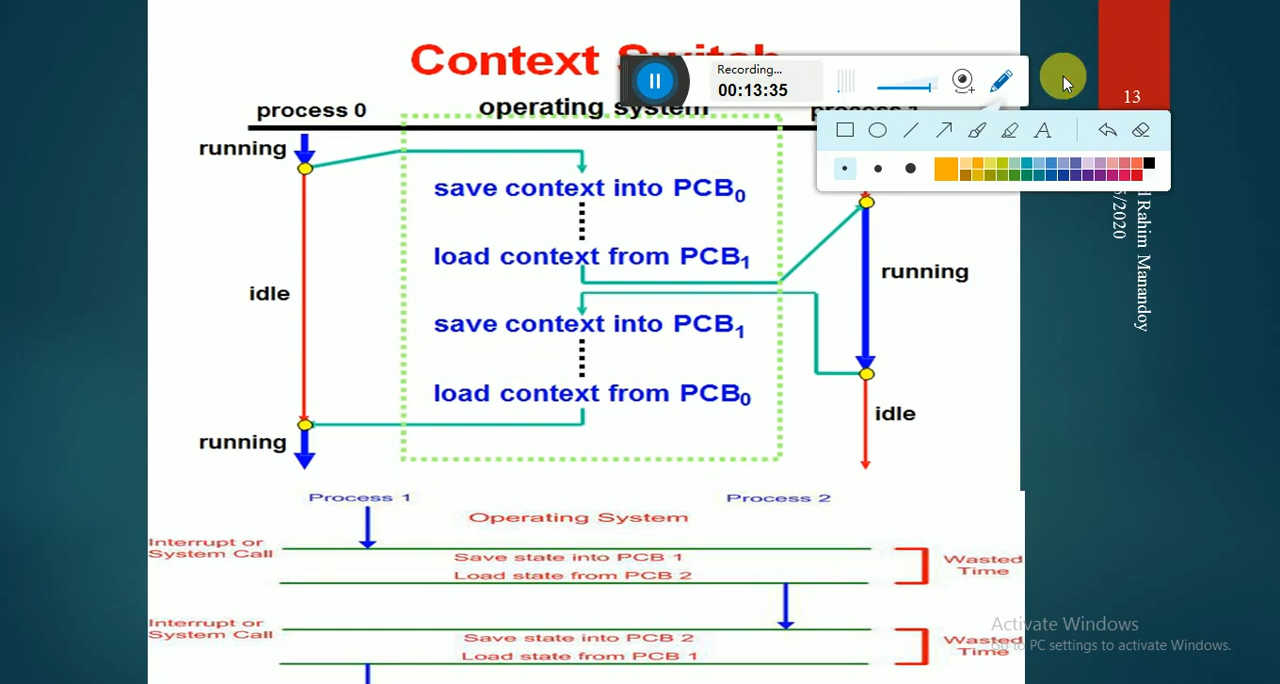 Context Switch
Recording...
00:13:35
13
process 0
operating system
process 1
running
save context into PCB0
load context from PCB1
running
idle
save context into PCB1
load context from PCB0
idle
running
Rahim Manandoy
/2020
Process 1
Process 2
Operating System
Interrupt or
System Call
Save state into PCB 1
Load state from PCB 2
Wasted
Time
Interrupt or
System Call
Save state into PCB 2
Load state from PCB 1
Wasted
Time
Activate Windows
Go to PC settings to activate Windows.
A